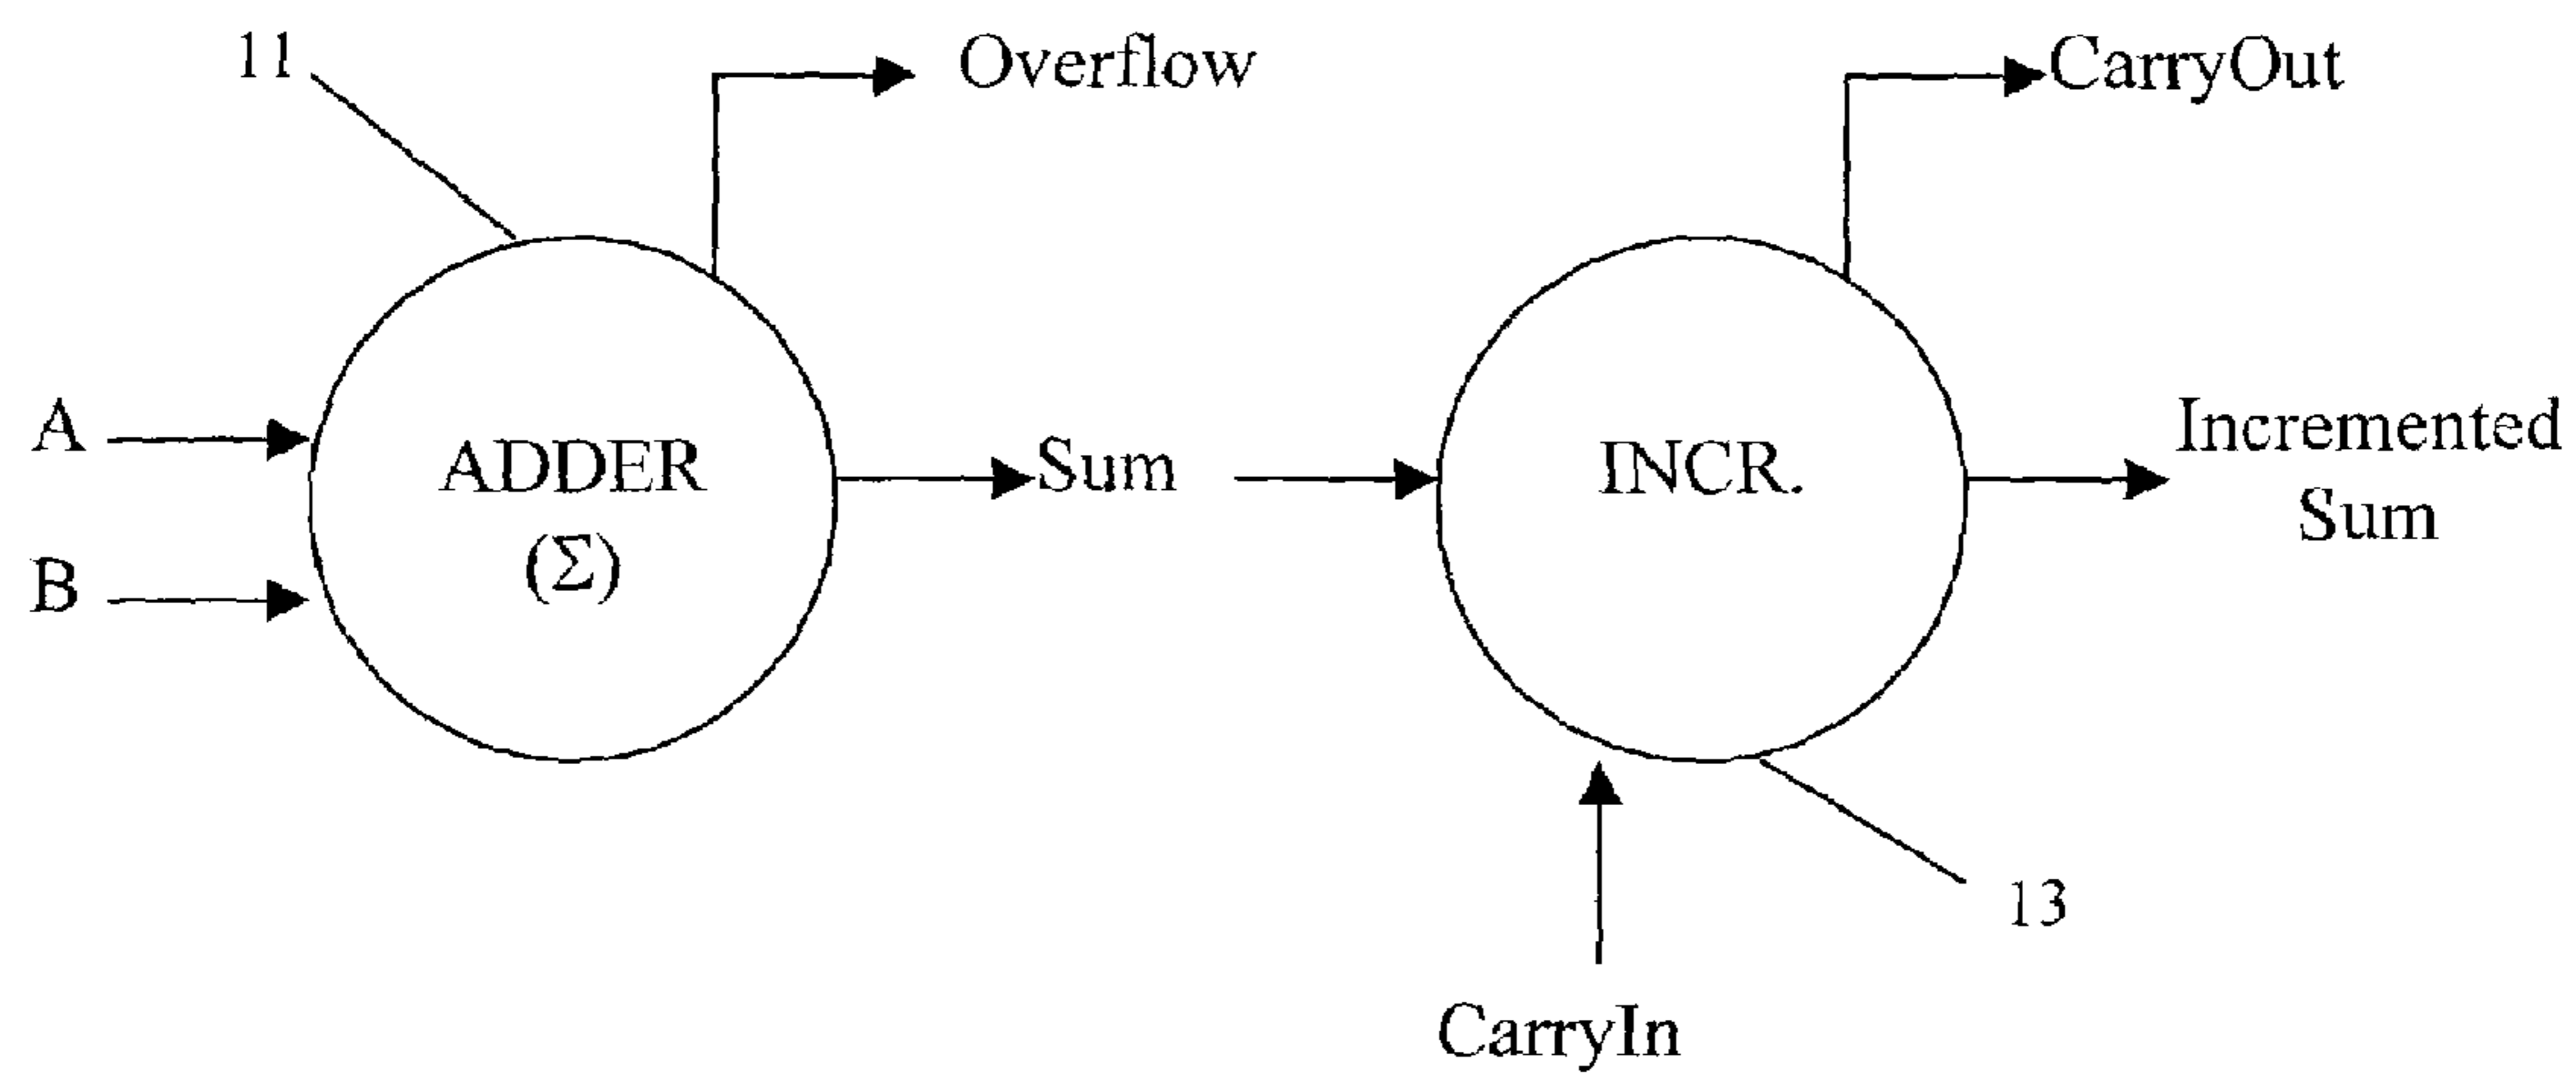 11
Overflow
CarryOut
A
ADDER
(Σ)
B
Sum
INCR.
Incremented
Sum
13
CarryIn